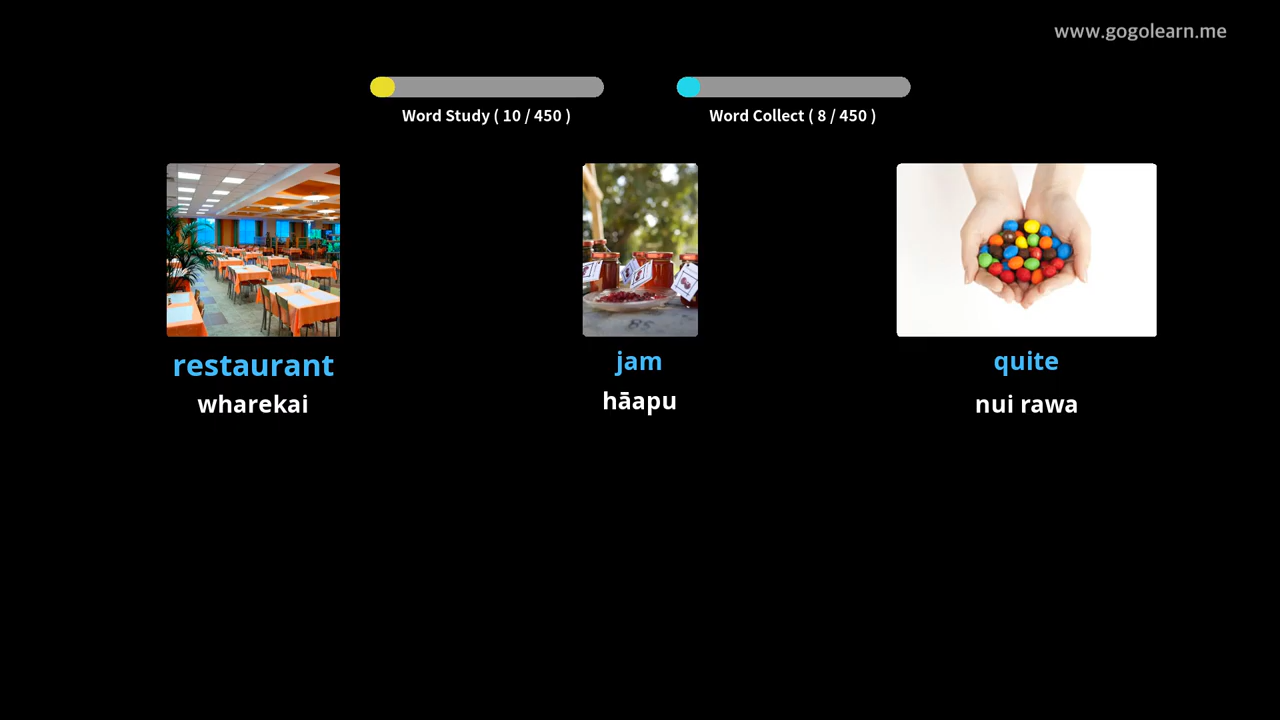 www.gogolearn.me
Word Study ( 10 / 450 )
Word Collect ( 8 / 450 )
restaurant
wharekai
jam
hāapu
quite
nui rawa